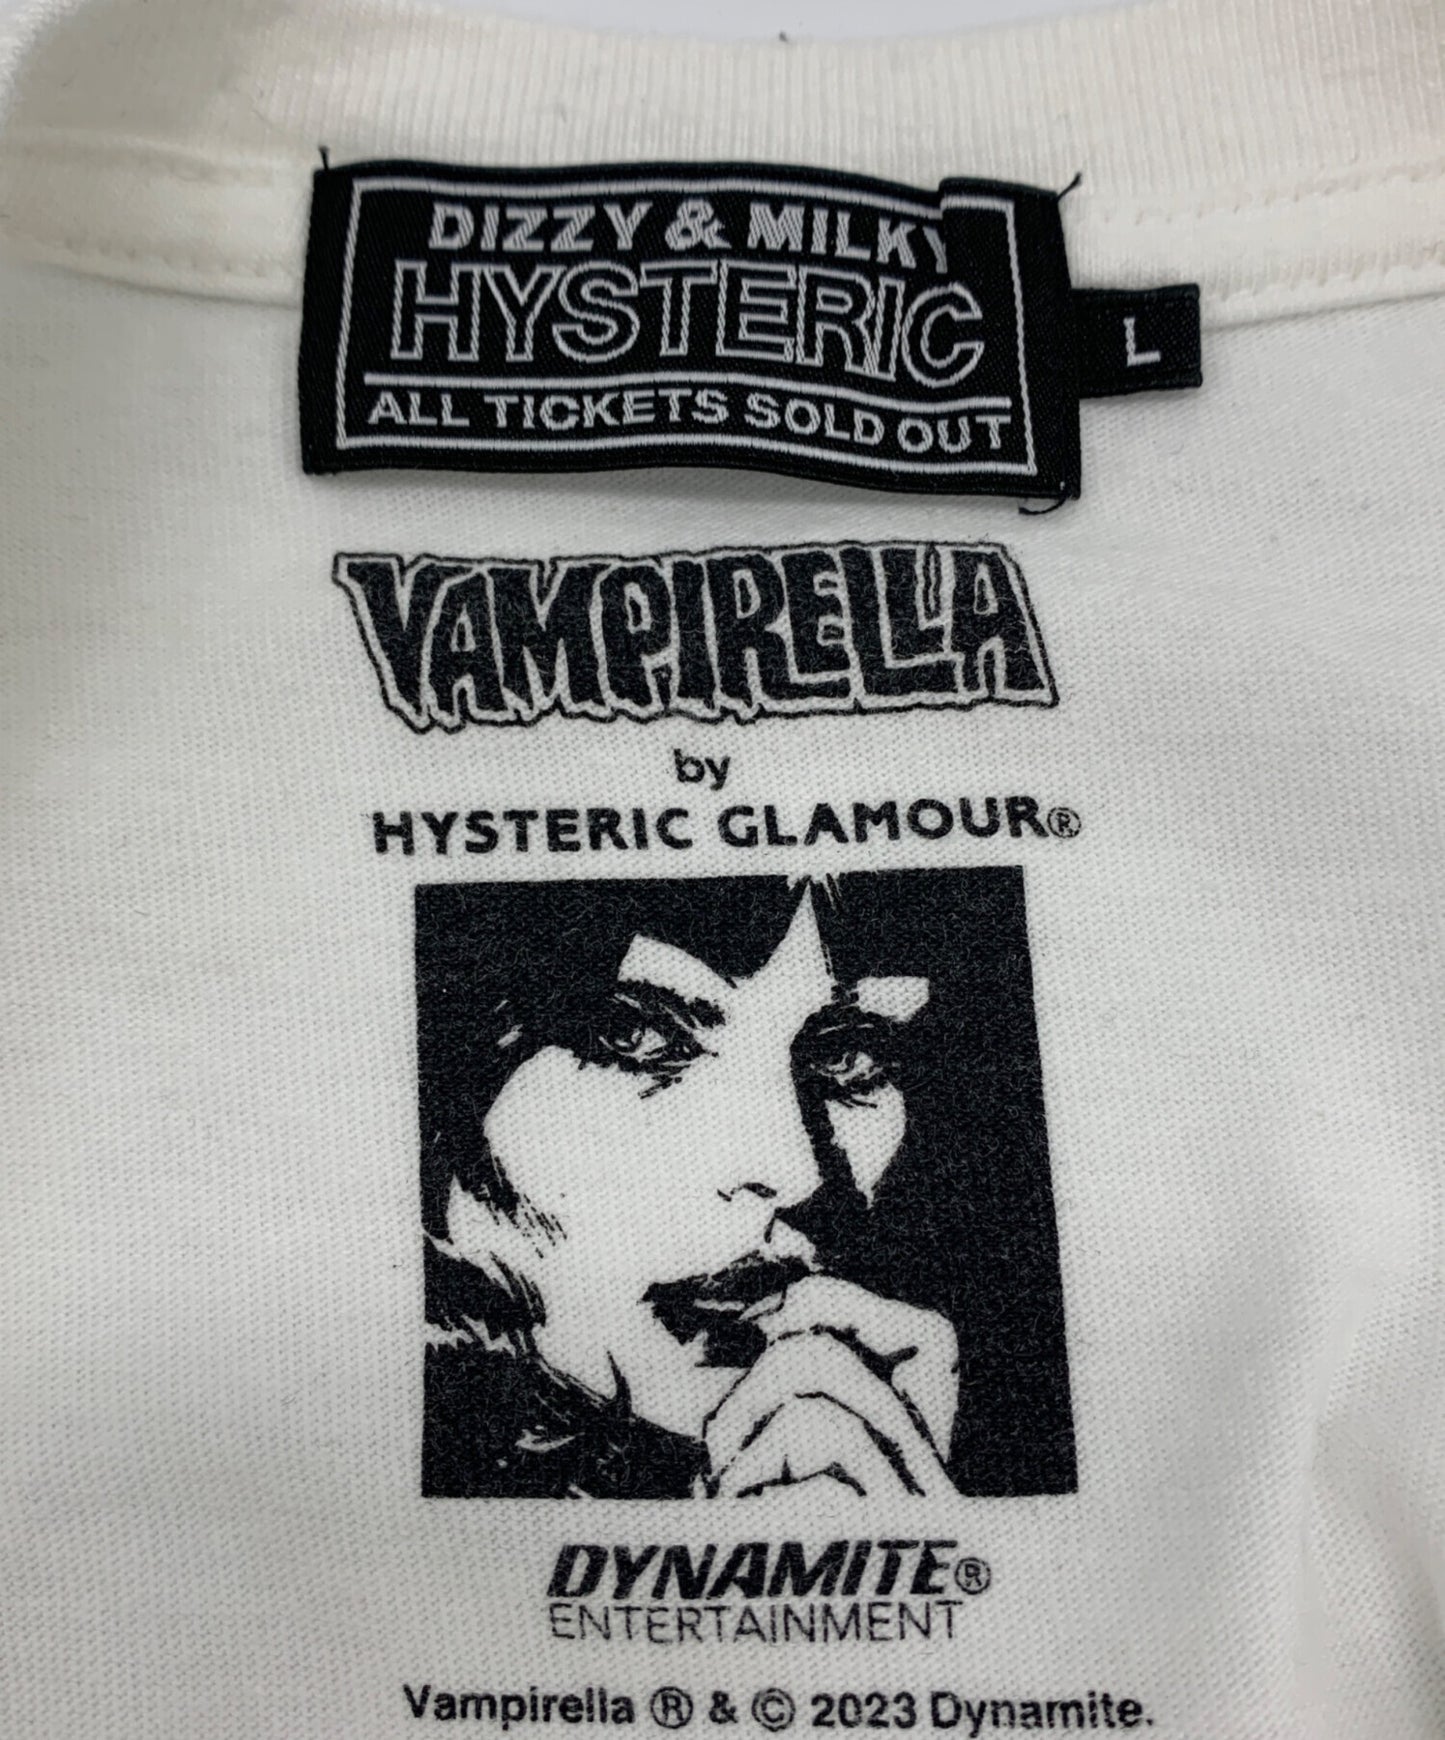 DIZZY & MILKY
HYSTERIC
ALL TICKETS SOLD OUT
L
VAMPIRELLA
by
HYSTERIC GLAMOUR®
DYNAMITE®
ENTERTAINMENT
Vampirella ® & © 2023 Dynamite.